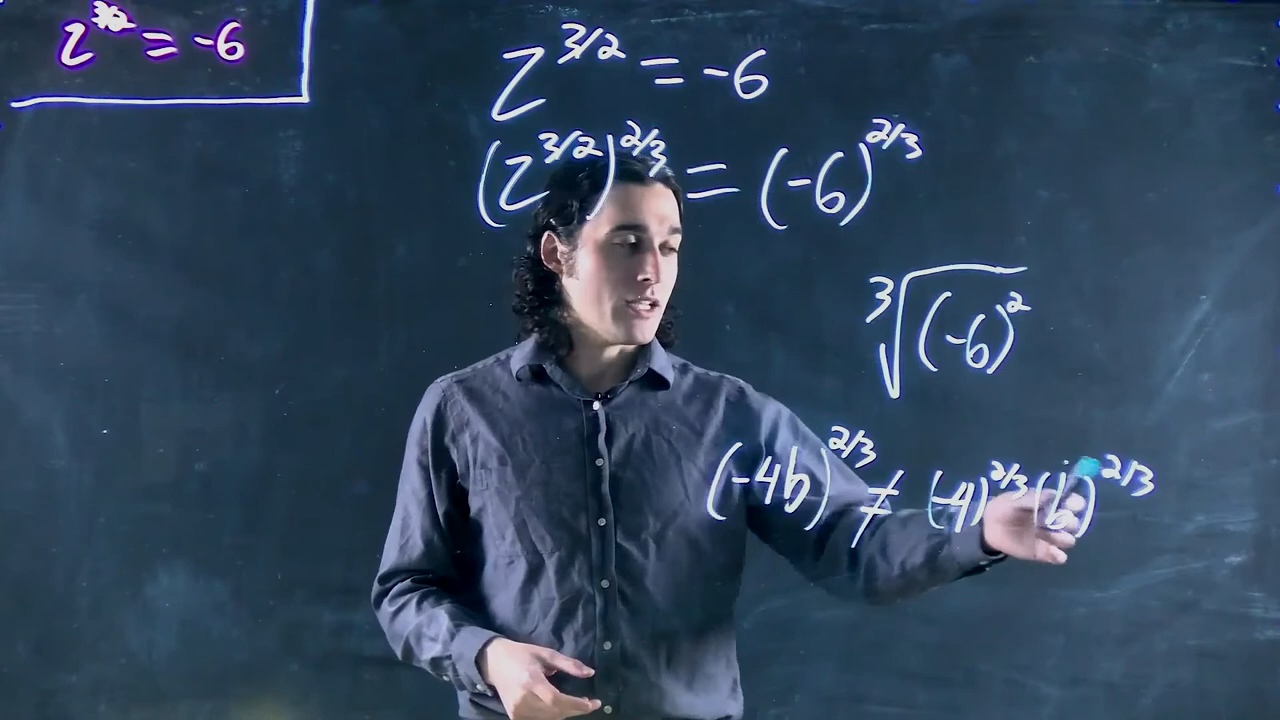 z^{3/2} = -6
z^{3/2} = -6
(z^{3/2})^{2/3} = (-6)^{2/3}
∛((-6)^2)
(-4b)^{2/3} ≠ (-4)^{2/3}(b)^{2/3}